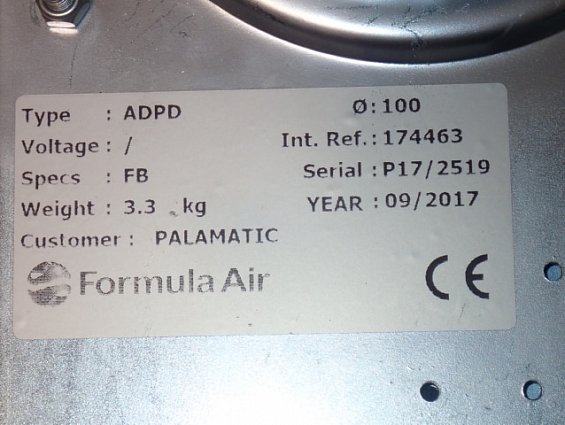 Type : ADPD Ø: 100
Voltage : / Int. Ref.: 174463
Specs : FB Serial : P17/2519
Weight : 3.3 kg YEAR : 09/2017
Customer : PALAMATIC
Formula Air CE